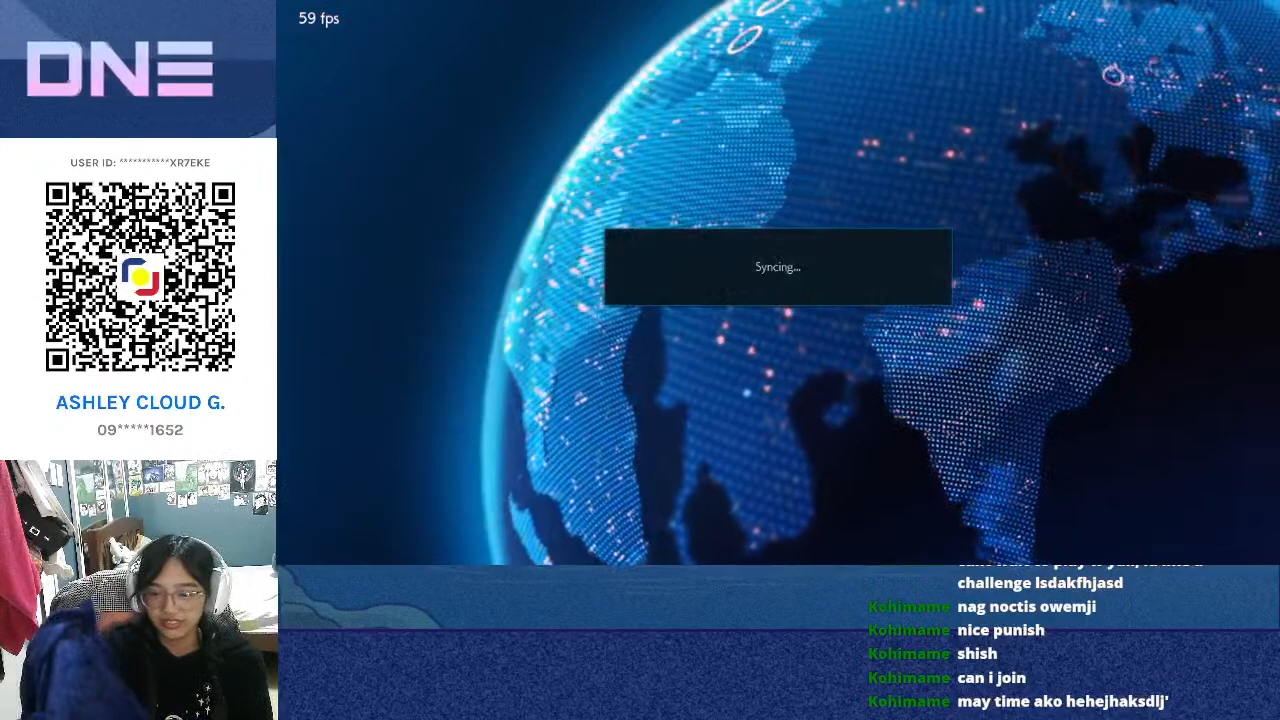 59 fps
DNE
USER ID: ***********XR7EKE
ASHLEY CLOUD G.
09*****1652
Syncing...
challenge lsdakfhjasd
Kohimame nag noctis owemji
Kohimame nice punish
Kohimame shish
Kohimame can i join
Kohimame may time ako hehejhaksdlj'